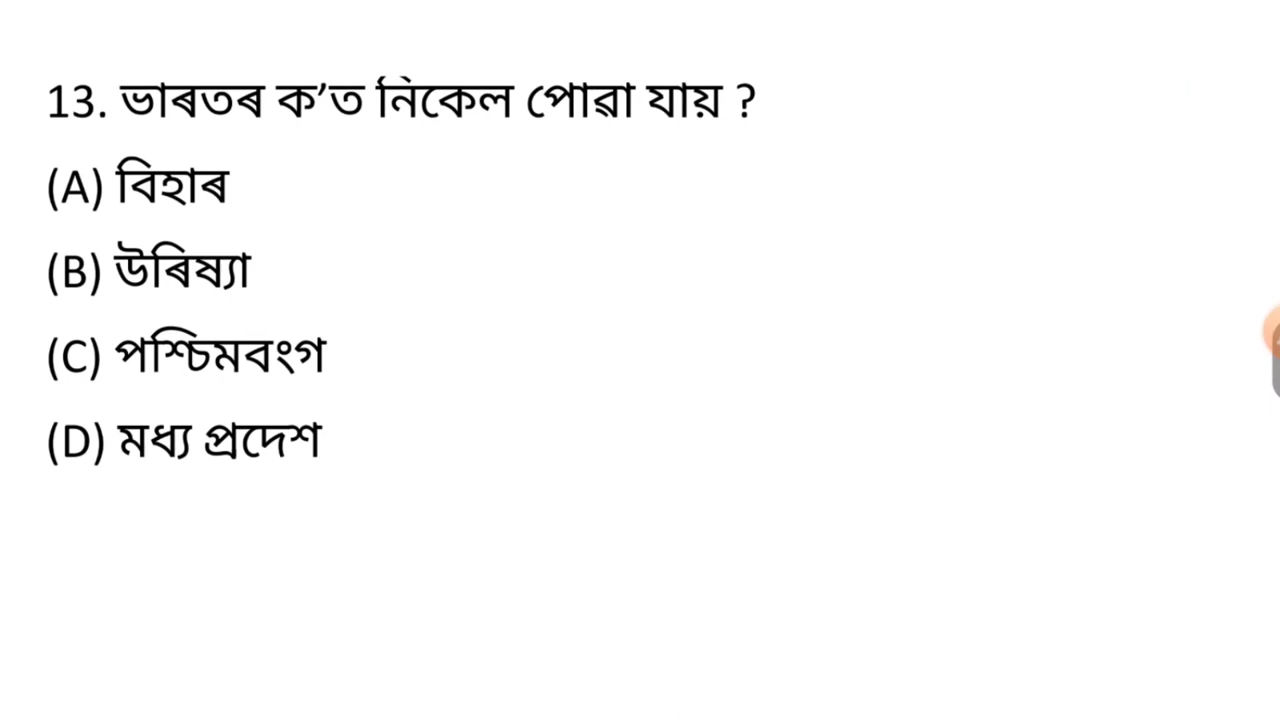 13. ভাৰতৰ ক’ত নিকেল পোৱা যায় ?
(A) বিহাৰ
(B) উৰিষ্যা
(C) পশ্চিমবংগ
(D) মধ্য প্ৰদেশ